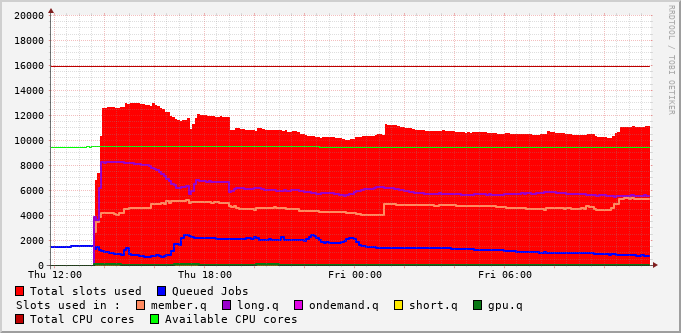 RRDTOOL / TOBI OETIKER
20000
18000
16000
14000
12000
10000
8000
6000
4000
2000
0
Thu 12:00 Thu 18:00 Fri 00:00 Fri 06:00
Total slots used Queued Jobs
Slots used in : member.q long.q ondemand.q short.q gpu.q
Total CPU cores Available CPU cores